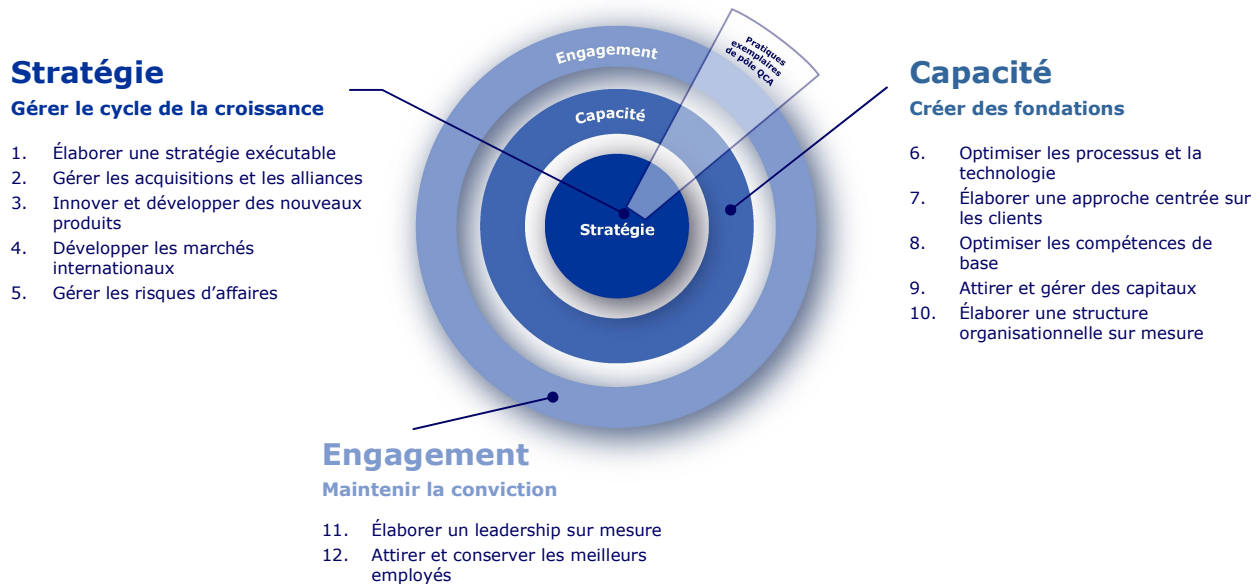 Stratégie
Gérer le cycle de la croissance
1. Élaborer une stratégie exécutable
2. Gérer les acquisitions et les alliances
3. Innover et développer des nouveaux
produits
4. Développer les marchés
internationaux
5. Gérer les risques d’affaires
Engagement
Capacité
Stratégie
Pratiques
exemplaires
de pôle QCA
Capacité
Créer des fondations
6. Optimiser les processus et la
technologie
7. Élaborer une approche centrée sur
les clients
8. Optimiser les compétences de
base
9. Attirer et gérer des capitaux
10. Élaborer une structure
organisationnelle sur mesure
Engagement
Maintenir la conviction
11. Élaborer un leadership sur mesure
12. Attirer et conserver les meilleurs
employés